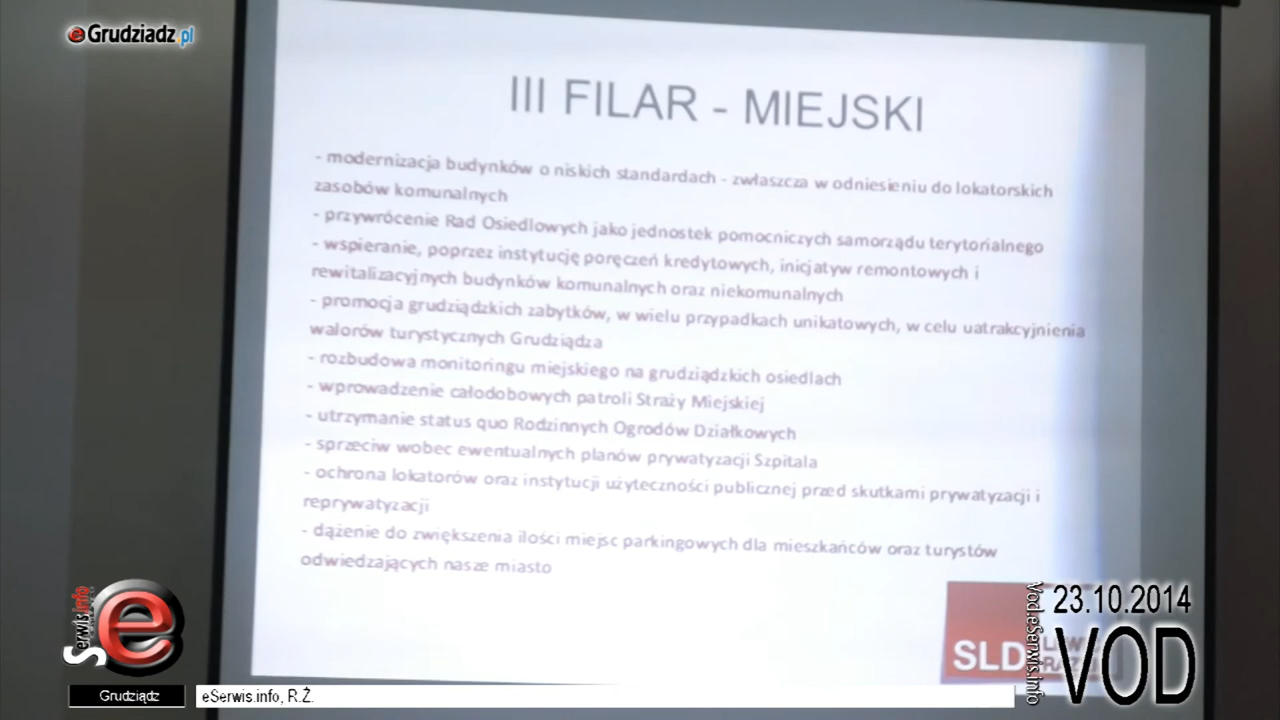 eGrudziadz.pl
III FILAR - MIEJSKI
- modernizacja budynków o niskich standardach - zwłaszcza w odniesieniu do lokatorskich
zasobów komunalnych
- przywrócenie Rad Osiedlowych jako jednostek pomocniczych samorządu terytorialnego
- wspieranie, poprzez instytucję poręczeń kredytowych, inicjatyw remontowych i
rewitalizacyjnych budynków komunalnych oraz niekomunalnych
- promocja grudziądzkich zabytków, w wielu przypadkach unikatowych, w celu uatrakcyjnienia
walorów turystycznych Grudziądza
- rozbudowa monitoringu miejskiego na grudziądzkich osiedlach
- wprowadzenie całodobowych patroli Straży Miejskiej
- utrzymanie status quo Rodzinnych Ogrodów Działkowych
- sprzeciw wobec ewentualnych planów prywatyzacji Szpitala
- ochrona lokatorów oraz instytucji użyteczności publicznej przed skutkami prywatyzacji i
reprywatyzacji
- dążenie do zwiększenia ilości miejsc parkingowych dla mieszkańców oraz turystów
odwiedzających nasze miasto
SLD
Vod.eSerwis.info
23.10.2014
VOD
Serwis.info
e
Grudziądz
eSerwis.info, R.Ż.